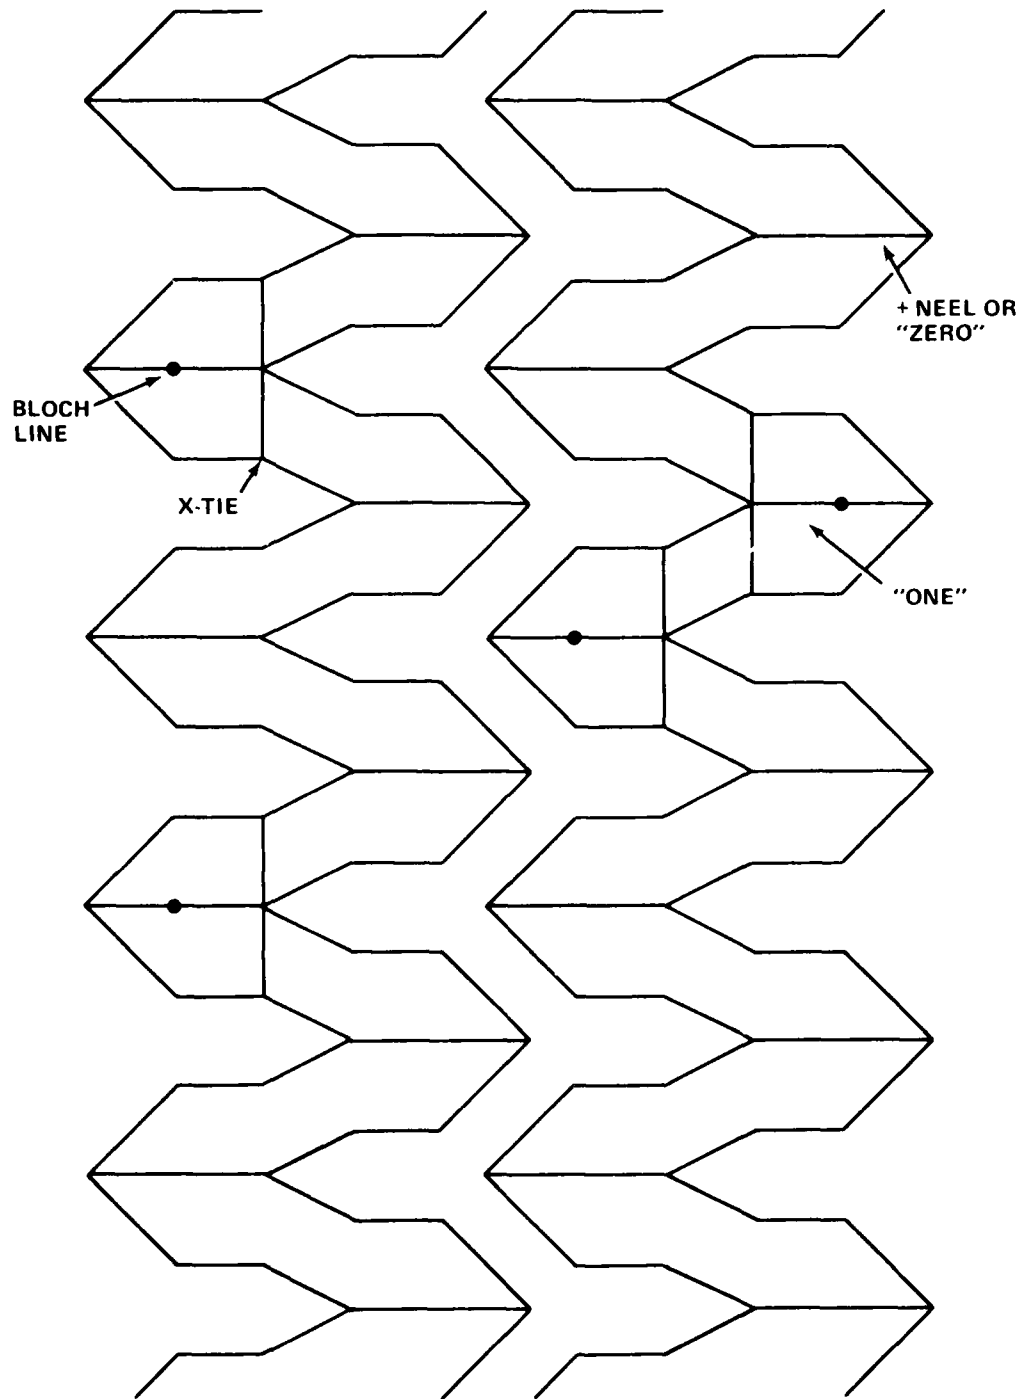 + NEEL OR
"ZERO"
BLOCH
LINE
X-TIE
"ONE"